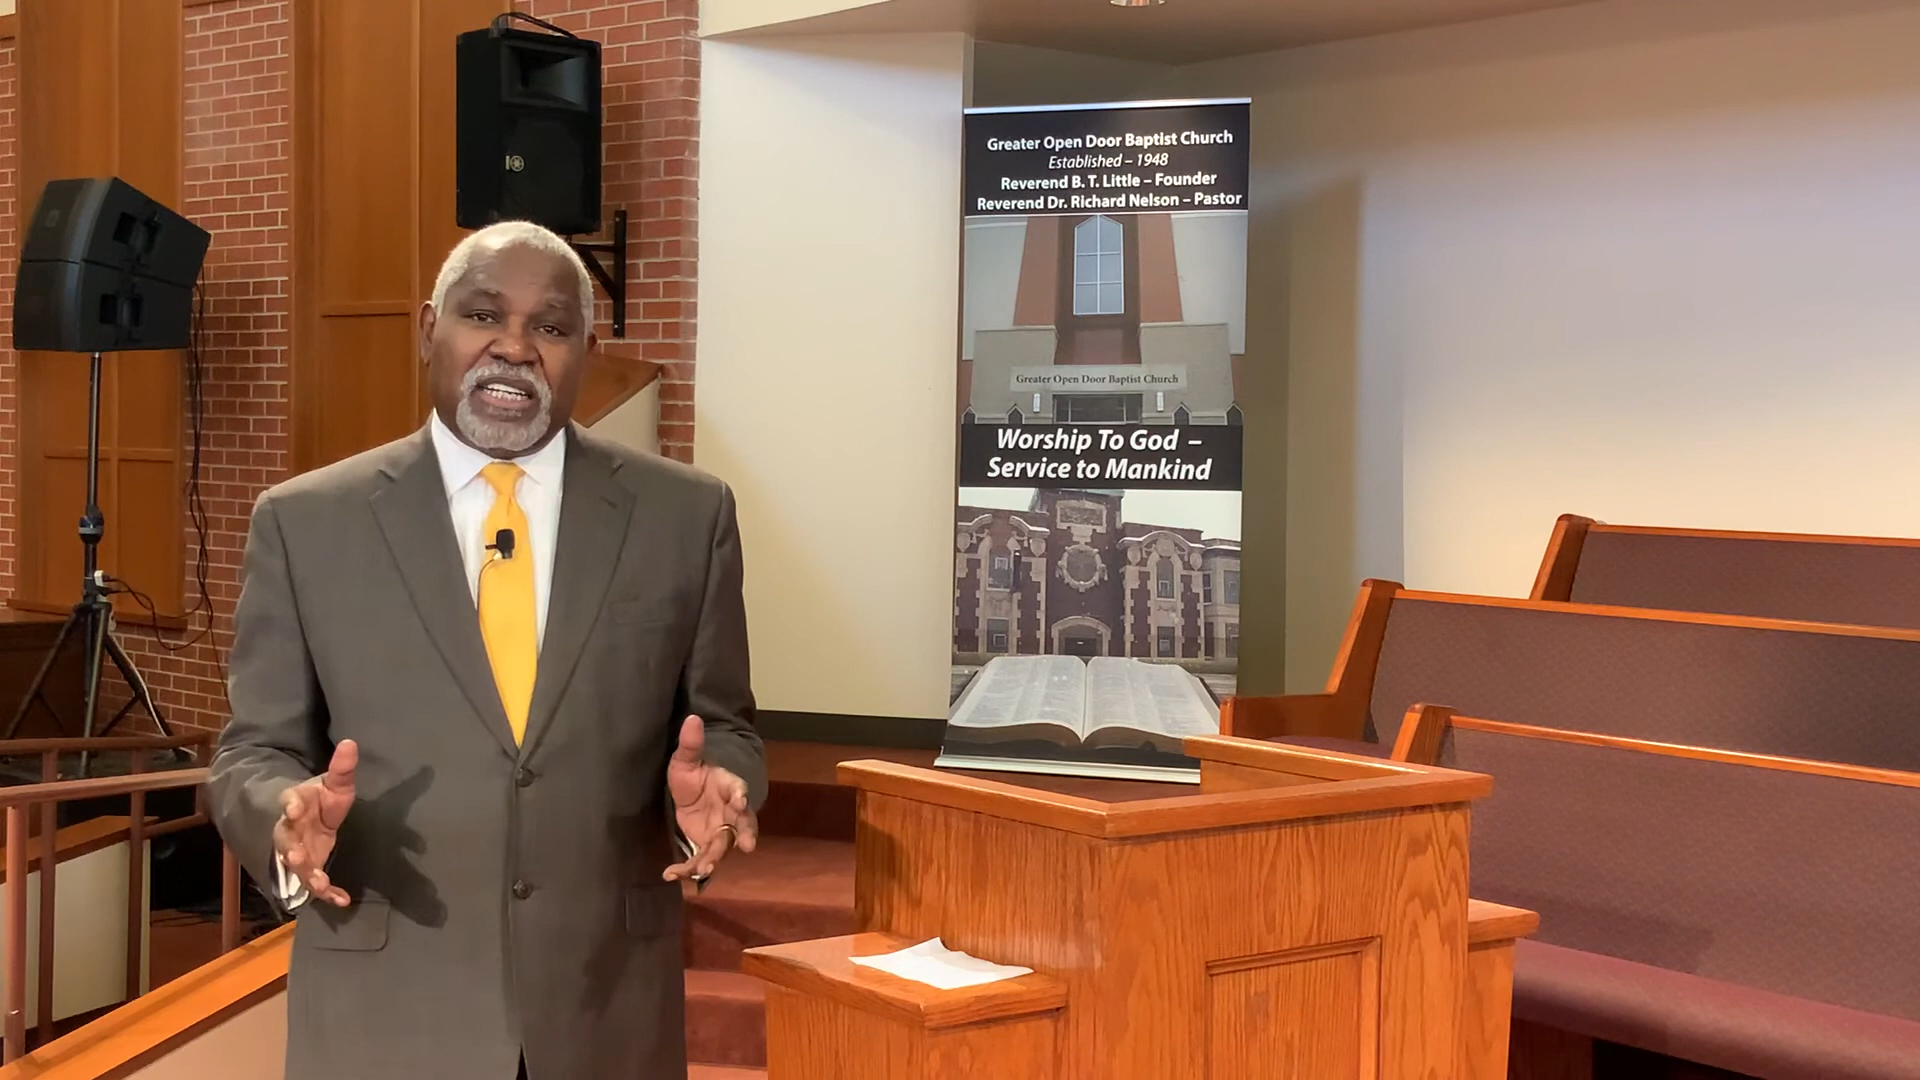 Greater Open Door Baptist Church
Established – 1948
Reverend B. T. Little – Founder
Reverend Dr. Richard Nelson – Pastor
Greater Open Door Baptist Church
Worship To God –
Service to Mankind